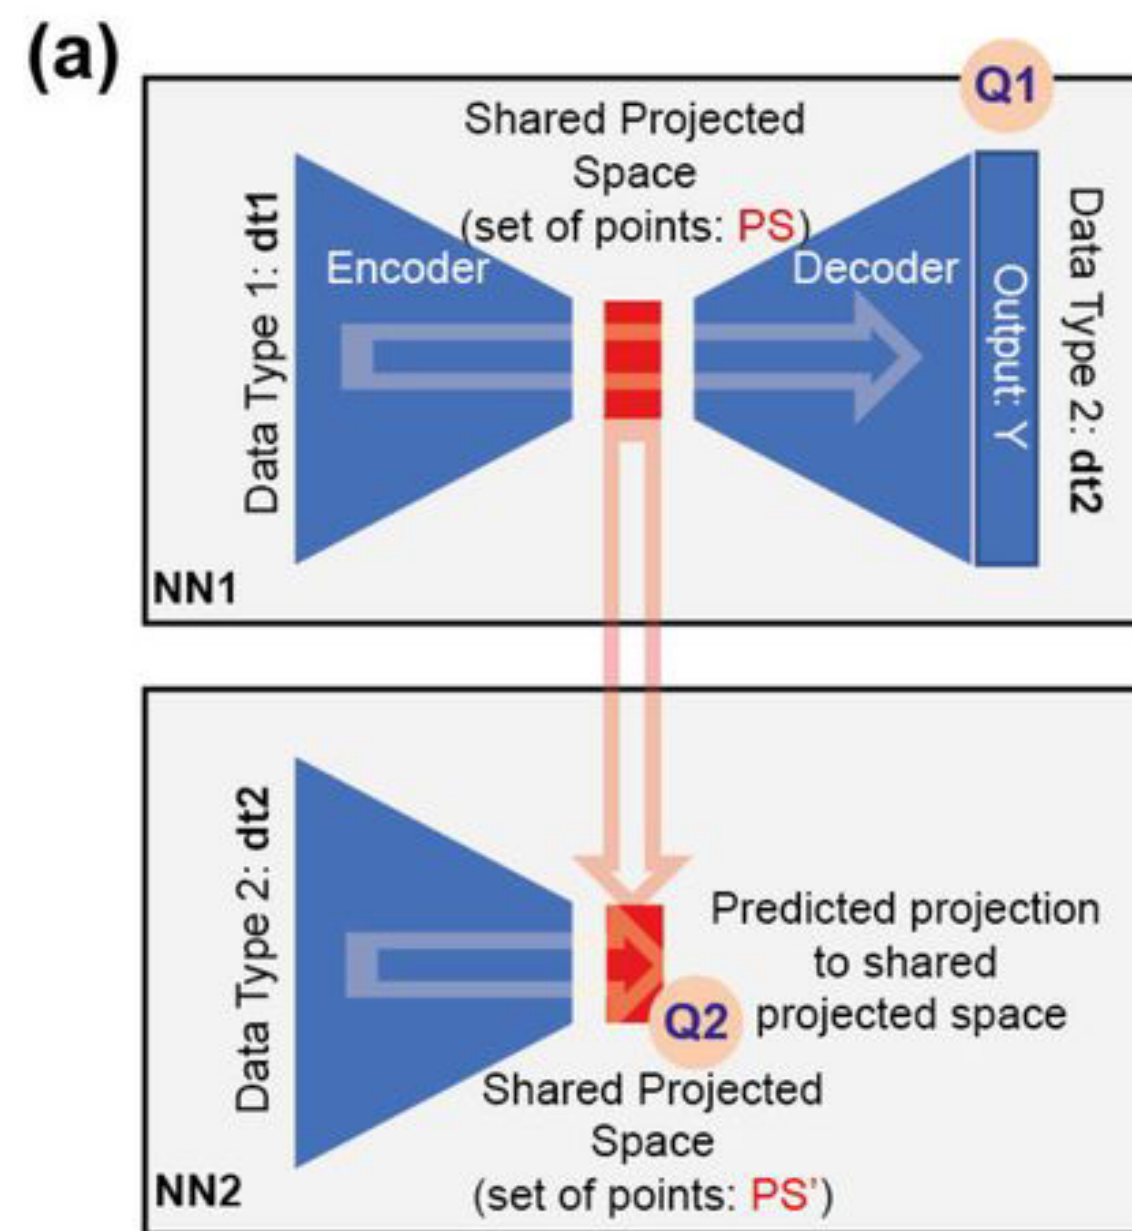 (a)
Q1
Shared Projected
Space
(set of points: PS)
Data Type 1: dt1
Encoder
Decoder
Output: Y
Data Type 2: dt2
NN1
Data Type 2: dt2
Predicted projection
to shared
projected space
Q2
Shared Projected
Space
(set of points: PS’)
NN2